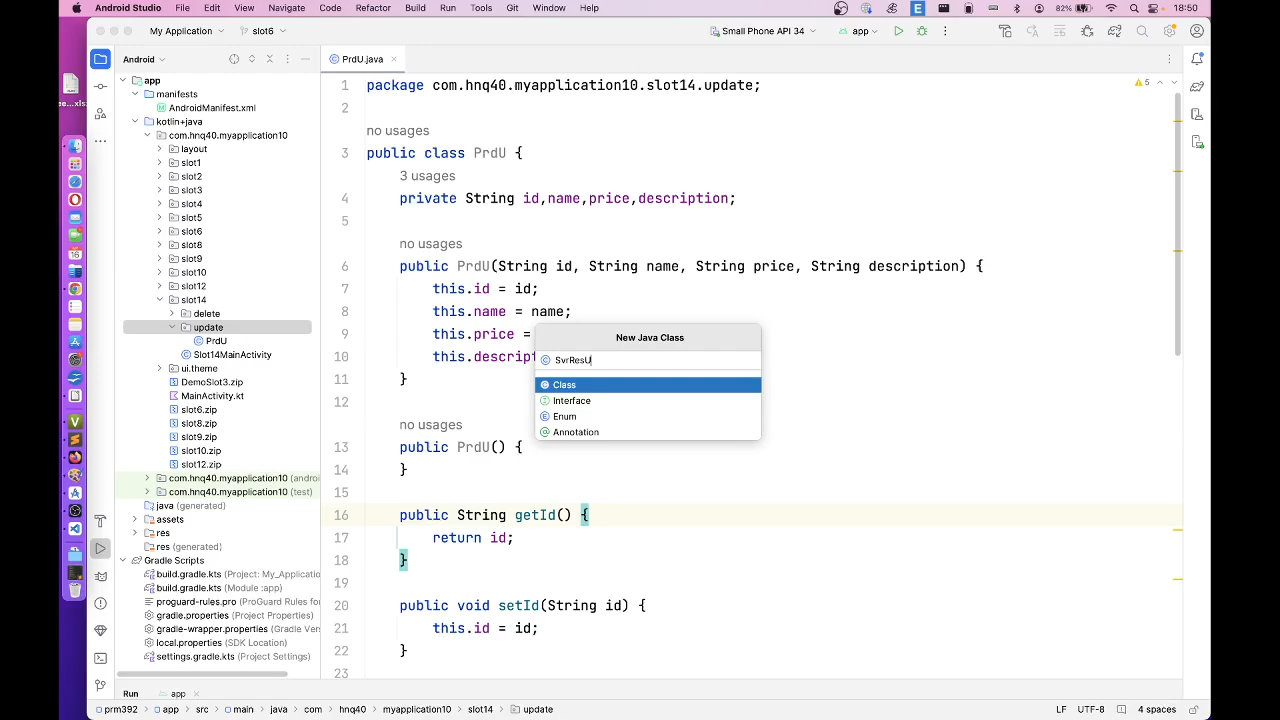 Android Studio File Edit View Navigate Code Refactor Build Run Tools Git Window Help 82% 18:50
My Application slot6 Small Phone API 34 app
Android
PrdU.java
app
manifests
AndroidManifest.xml
kotlin+java
com.hnq40.myapplication10
layout
slot1
slot2
slot3
slot4
slot5
slot6
slot8
slot9
slot10
slot12
slot14
delete
update
PrdU
Slot14MainActivity
ui.theme
DemoSlot3.zip
MainActivity.kt
slot6.zip
slot8.zip
slot9.zip
slot10.zip
slot12.zip
com.hnq40.myapplication10 (androi
com.hnq40.myapplication10 (test)
java (generated)
assets
res
res (generated)
Gradle Scripts
build.gradle.kts (Project: My_Applicatio
build.gradle.kts (Module :app)
proguard-rules.pro (ProGuard Rules for
gradle.properties (Project Properties)
gradle-wrapper.properties (Gradle Vers
local.properties (SDK Location)
settings.gradle.kts (Project Settings)
1 package com.hnq40.myapplication10.slot14.update;
5
2
no usages
3 public class PrdU {
3 usages
4 private String id,name,price,description;
5
no usages
6 public PrdU(String id, String name, String price, String description) {
7 this.id = id;
8 this.name = name;
9 this.price =
10 this.descript
11 }
12
no usages
13 public PrdU() {
14 }
15
16 public String getId() {
17 return id;
18 }
19
20 public void setId(String id) {
21 this.id = id;
22 }
23
New Java Class
SvrResU
Class
Interface
Enum
Annotation
Run app
prm392 app src main java com hnq40 myapplication10 slot14 update LF UTF-8 4 spaces